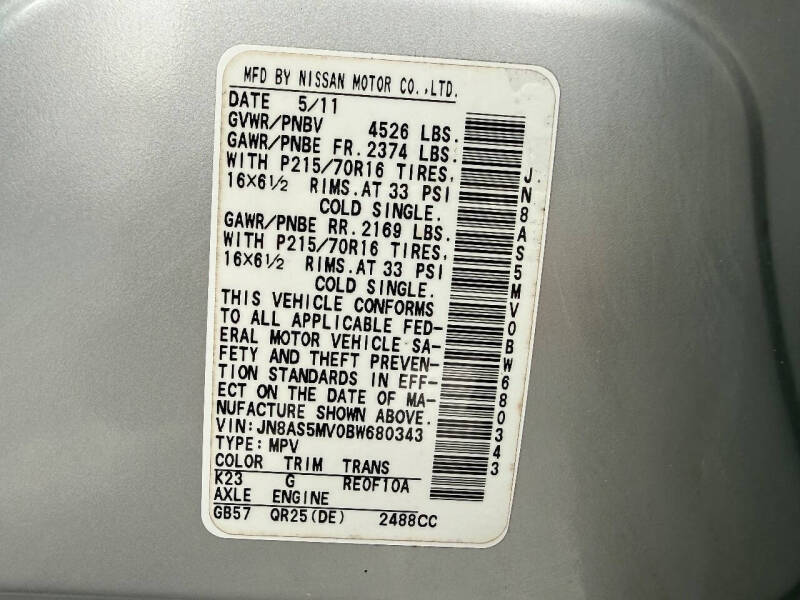 MFD BY NISSAN MOTOR CO.,LTD.
DATE 5/11
GVWR/PNBV 4526 LBS.
GAWR/PNBE FR. 2374 LBS.
WITH P215/70R16 TIRES,
16X6½ RIMS. AT 33 PSI
COLD SINGLE.
GAWR/PNBE RR. 2169 LBS.
WITH P215/70R16 TIRES,
16X6½ RIMS. AT 33 PSI
COLD SINGLE.
THIS VEHICLE CONFORMS
TO ALL APPLICABLE FED-
ERAL MOTOR VEHICLE SA-
FETY AND THEFT PREVEN-
TION STANDARDS IN EFF-
ECT ON THE DATE OF MA-
NUFACTURE SHOWN ABOVE.
VIN: JN8AS5MV0BW680343
TYPE: MPV
COLOR TRIM TRANS
K23 G RE0F10A
AXLE ENGINE
GB57 QR25(DE) 2488CC
JN8AS5MV0BW680343